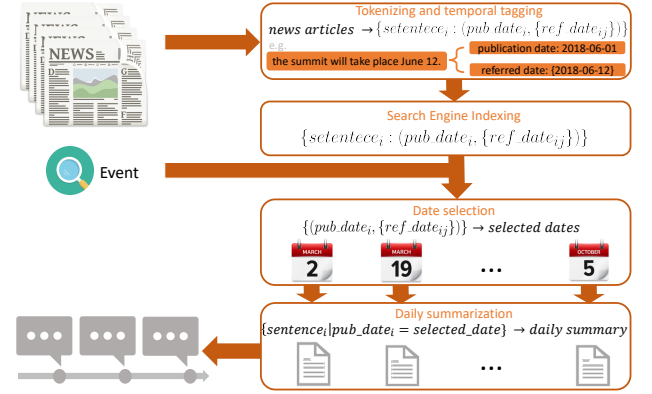 Tokenizing and temporal tagging
news articles → {setentece_i : (pub_date_i, {ref_date_ij})}
e.g.
the summit will take place June 12.
publication date: 2018-06-01
referred date: {2018-06-12}
NEWS
Search Engine Indexing
{setentece_i : (pub_date_i, {ref_date_ij})}
Event
Date selection
{(pub_date_i, {ref_date_ij})} → selected dates
MARCH
2
MARCH
19
...
OCTOBER
5
Daily summarization
{sentence_i|pub_date_i = selected_date} → daily summary
...